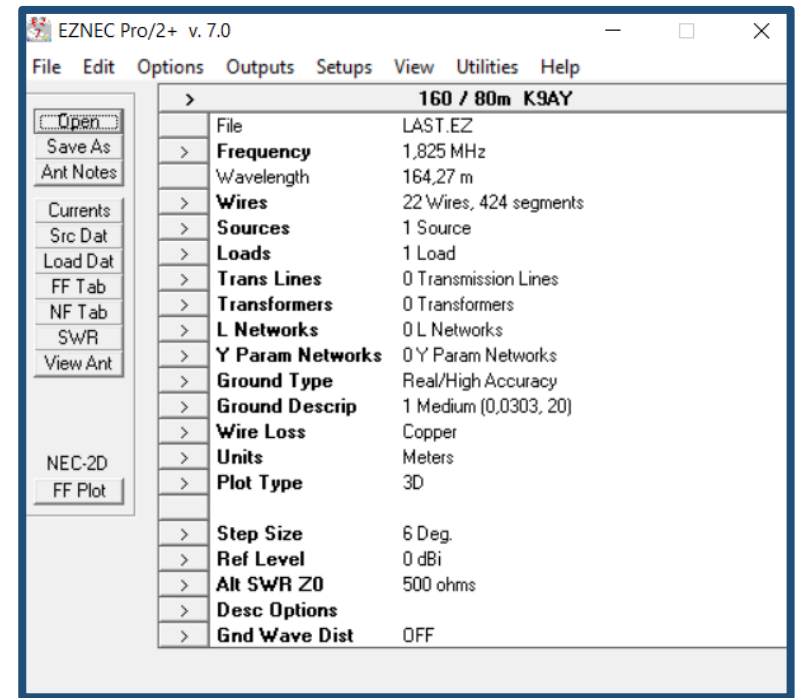 EZNEC Pro/2+ v. 7.0
File Edit Options Outputs Setups View Utilities Help
> 160 / 80m K9AY
Open
Save As
Ant Notes
Currents
Src Dat
Load Dat
FF Tab
NF Tab
SWR
View Ant
NEC-2D
FF Plot
File LAST.EZ
> Frequency 1,825 MHz
Wavelength 164,27 m
> Wires 22 Wires, 424 segments
> Sources 1 Source
> Loads 1 Load
> Trans Lines 0 Transmission Lines
> Transformers 0 Transformers
> L Networks 0 L Networks
> Y Param Networks 0 Y Param Networks
> Ground Type Real/High Accuracy
> Ground Descrip 1 Medium (0,0303, 20)
> Wire Loss Copper
> Units Meters
> Plot Type 3D
> Step Size 6 Deg.
> Ref Level 0 dBi
> Alt SWR Z0 500 ohms
> Desc Options
> Gnd Wave Dist OFF